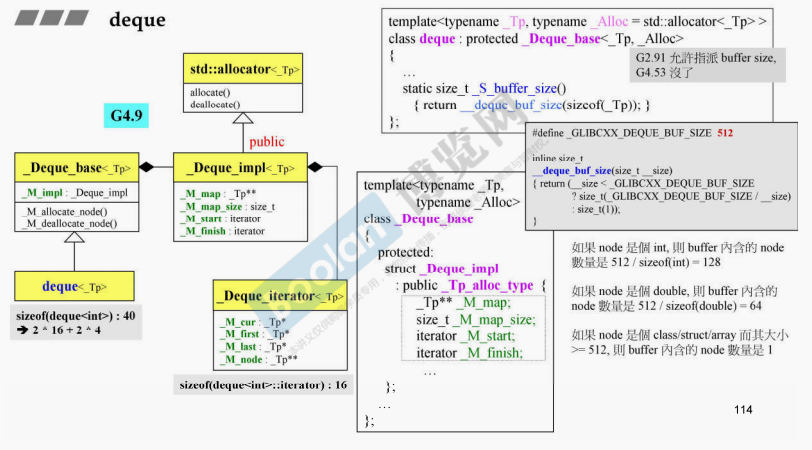 deque
G4.9
std::allocator<_Tp>
allocate()
deallocate()
public
_Deque_base<_Tp>
_M_impl : _Deque_impl
_M_allocate_node()
_M_deallocate_node()
deque<_Tp>
sizeof(deque<int>) : 40
➔ 2 * 16 + 2 * 4
_Deque_impl<_Tp>
_M_map : _Tp**
_M_map_size : size_t
_M_start : iterator
_M_finish : iterator
_Deque_iterator<_Tp>
_M_cur : _Tp*
_M_first : _Tp*
_M_last : _Tp*
_M_node : _Tp**
sizeof(deque<int>::iterator) : 16
template<typename _Tp, typename _Alloc = std::allocator<_Tp> >
class deque : protected _Deque_base<_Tp, _Alloc>
{
…
static size_t _S_buffer_size()
{ return __deque_buf_size(sizeof(_Tp)); }
};
G2.91 允許指派 buffer size,
G4.53 沒了
#define _GLIBCXX_DEQUE_BUF_SIZE 512
inline size_t
__deque_buf_size(size_t __size)
{ return (__size < _GLIBCXX_DEQUE_BUF_SIZE
? size_t(_GLIBCXX_DEQUE_BUF_SIZE / __size)
: size_t(1));
}
template<typename _Tp,
typename _Alloc>
class _Deque_base
{
protected:
struct _Deque_impl
: public _Tp_alloc_type {
_Tp** _M_map;
size_t _M_map_size;
iterator _M_start;
iterator _M_finish;
…
};
…
};
如果 node 是個 int, 則 buffer 內含的 node
數量是 512 / sizeof(int) = 128
如果 node 是個 double, 則 buffer 內含的
node 數量是 512 / sizeof(double) = 64
如果 node 是個 class/struct/array 而其大小
>= 512, 則 buffer 內含的 node 數量是 1
boolan 博览网
114